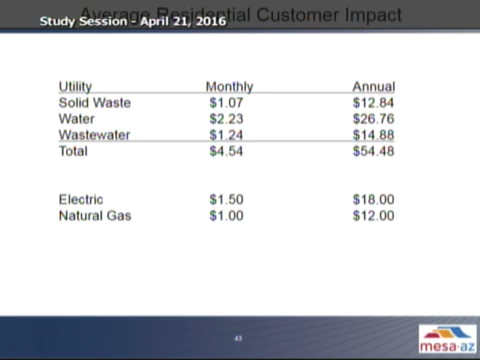 Average Residential Customer Impact
Study Session - April 21, 2016
Utility Monthly Annual
Solid Waste $1.07 $12.84
Water $2.23 $26.76
Wastewater $1.24 $14.88
Total $4.54 $54.48
Electric $1.50 $18.00
Natural Gas $1.00 $12.00
43
mesa·az